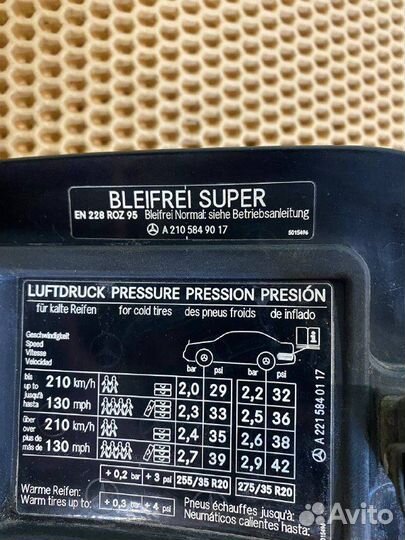 BLEIFREI SUPER
EN 228 ROZ 95 Bleifrei Normal: siehe Betriebsanleitung
A 210 584 90 17
5015496
LUFTDRUCK PRESSURE PRESSION PRESIÓN
für kalte Reifen for cold tires des pneus froids de inflado
Geschwindigkeit
Speed
Vitesse
Velocidad
bar psi bar psi
bis
up to
jusqu'à
hasta
210 km/h
130 mph
2,0 29 2,2 32
2,3 33 2,5 36
über
over
plus de
más de
210 km/h
130 mph
2,4 35 2,6 38
2,7 39 2,9 42
A 221 584 01 17
+ 0,2 bar + 3 psi 255/35 R20 275/35 R20
Warme Reifen:
Warm tires up to:
+ 0,3 bar + 4 psi
Pneus échauffés jusqu'à:
Neumáticos calientes hasta:
Avito